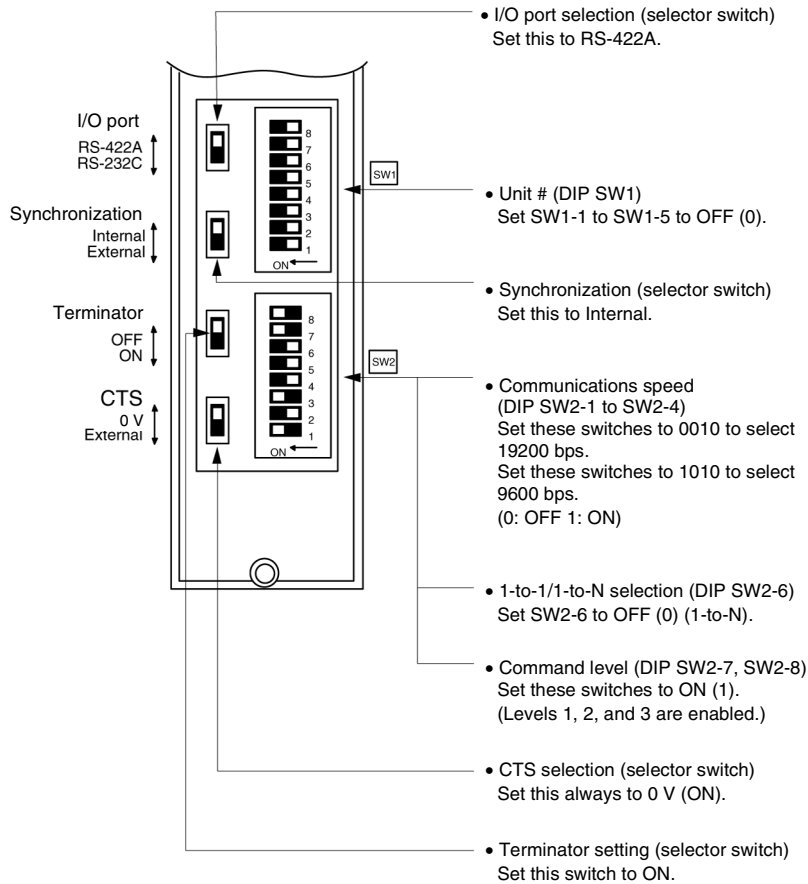 • I/O port selection (selector switch)
Set this to RS-422A.
I/O port
RS-422A
RS-232C
Synchronization
Internal
External
Terminator
OFF
ON
CTS
0 V
External
8
7
6
5
4
3
2
1
ON
SW1
8
7
6
5
4
3
2
1
ON
SW2
• Unit # (DIP SW1)
Set SW1-1 to SW1-5 to OFF (0).
• Synchronization (selector switch)
Set this to Internal.
• Communications speed
(DIP SW2-1 to SW2-4)
Set these switches to 0010 to select
19200 bps.
Set these switches to 1010 to select
9600 bps.
(0: OFF 1: ON)
• 1-to-1/1-to-N selection (DIP SW2-6)
Set SW2-6 to OFF (0) (1-to-N).
• Command level (DIP SW2-7, SW2-8)
Set these switches to ON (1).
(Levels 1, 2, and 3 are enabled.)
• CTS selection (selector switch)
Set this always to 0 V (ON).
• Terminator setting (selector switch)
Set this switch to ON.